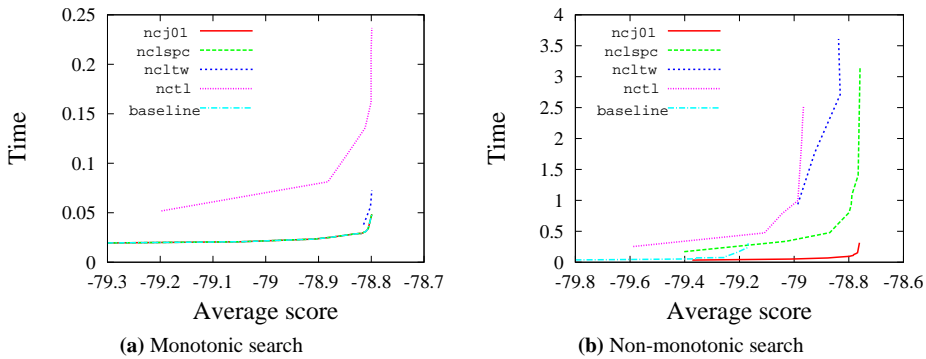 0.25
0.2
0.15
0.1
0.05
0
Time
ncj01
nclspc
ncltw
nctl
baseline
-79.3 -79.2 -79.1 -79 -78.9 -78.8 -78.7
Average score
(a) Monotonic search
4
3.5
3
2.5
2
1.5
1
0.5
0
Time
ncj01
nclspc
ncltw
nctl
baseline
-79.8 -79.6 -79.4 -79.2 -79 -78.8 -78.6
Average score
(b) Non-monotonic search